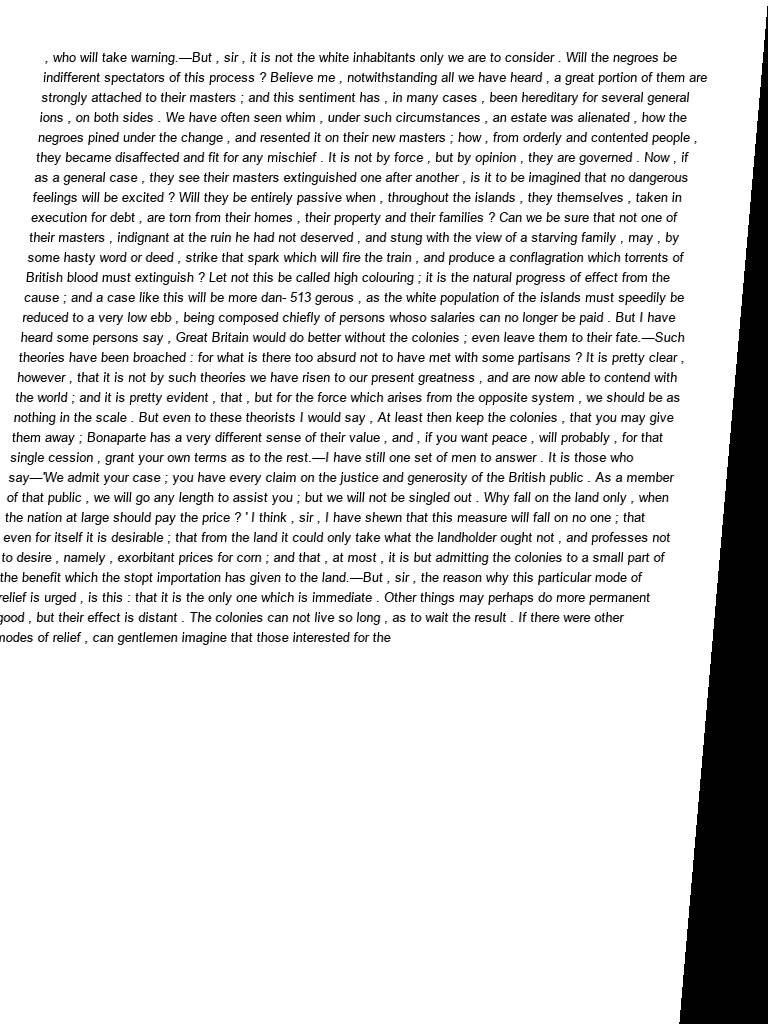 , who will take warning.—But , sir , it is not the white inhabitants only we are to consider . Will the negroes be
indifferent spectators of this process ? Believe me , notwithstanding all we have heard , a great portion of them are
strongly attached to their masters ; and this sentiment has , in many cases , been hereditary for several general
ions , on both sides . We have often seen whim , under such circumstances , an estate was alienated , how the
negroes pined under the change , and resented it on their new masters ; how , from orderly and contented people ,
they became disaffected and fit for any mischief . It is not by force , but by opinion , they are governed . Now , if
as a general case , they see their masters extinguished one after another , is it to be imagined that no dangerous
feelings will be excited ? Will they be entirely passive when , throughout the islands , they themselves , taken in
execution for debt , are torn from their homes , their property and their families ? Can we be sure that not one of
their masters , indignant at the ruin he had not deserved , and stung with the view of a starving family , may , by
some hasty word or deed , strike that spark which will fire the train , and produce a conflagration which torrents of
British blood must extinguish ? Let not this be called high colouring ; it is the natural progress of effect from the
cause ; and a case like this will be more dan- 513 gerous , as the white population of the islands must speedily be
reduced to a very low ebb , being composed chiefly of persons whoso salaries can no longer be paid . But I have
heard some persons say , Great Britain would do better without the colonies ; even leave them to their fate.—Such
theories have been broached : for what is there too absurd not to have met with some partisans ? It is pretty clear ,
however , that it is not by such theories we have risen to our present greatness , and are now able to contend with
the world ; and it is pretty evident , that , but for the force which arises from the opposite system , we should be as
nothing in the scale . But even to these theorists I would say , At least then keep the colonies , that you may give
them away ; Bonaparte has a very different sense of their value , and , if you want peace , will probably , for that
single cession , grant your own terms as to the rest.—I have still one set of men to answer . It is those who
say—'We admit your case ; you have every claim on the justice and generosity of the British public . As a member
of that public , we will go any length to assist you ; but we will not be singled out . Why fall on the land only , when
the nation at large should pay the price ? ' I think , sir , I have shewn that this measure will fall on no one ; that
even for itself it is desirable ; that from the land it could only take what the landholder ought not , and professes not
to desire , namely , exorbitant prices for corn ; and that , at most , it is but admitting the colonies to a small part of
the benefit which the stopt importation has given to the land.—But , sir , the reason why this particular mode of
relief is urged , is this : that it is the only one which is immediate . Other things may perhaps do more permanent
good , but their effect is distant . The colonies can not live so long , as to wait the result . If there were other
modes of relief , can gentlemen imagine that those interested for the